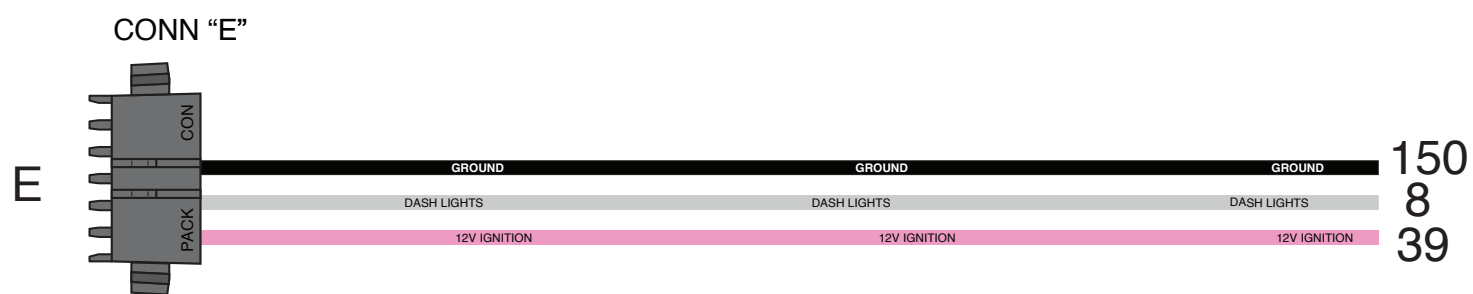 CONN “E”
CON
PACK
E
GROUND GROUND GROUND 150
DASH LIGHTS DASH LIGHTS DASH LIGHTS 8
12V IGNITION 12V IGNITION 12V IGNITION 39